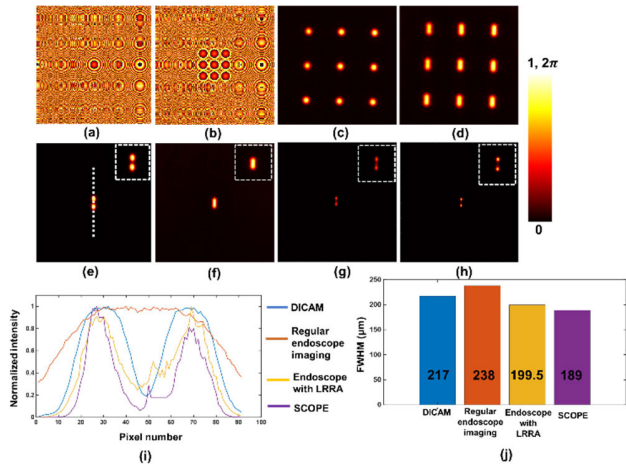 (a)
(b)
(c)
(d)
1, 2π
0
(e)
(f)
(g)
(h)
Normalized intensity
1
0.9
0.8
0.7
0.6
0.5
0.4
0.3
0.2
0.1
0
0 10 20 30 40 50 60 70 80 90 100
Pixel number
DICAM
Regular
endoscope
imaging
Endoscope
with LRRA
SCOPE
(i)
FWHM (μm)
250
200
150
100
50
0
217
238
199.5
189
DICAM
Regular
endoscope
imaging
Endoscope
with LRRA
SCOPE
(j)